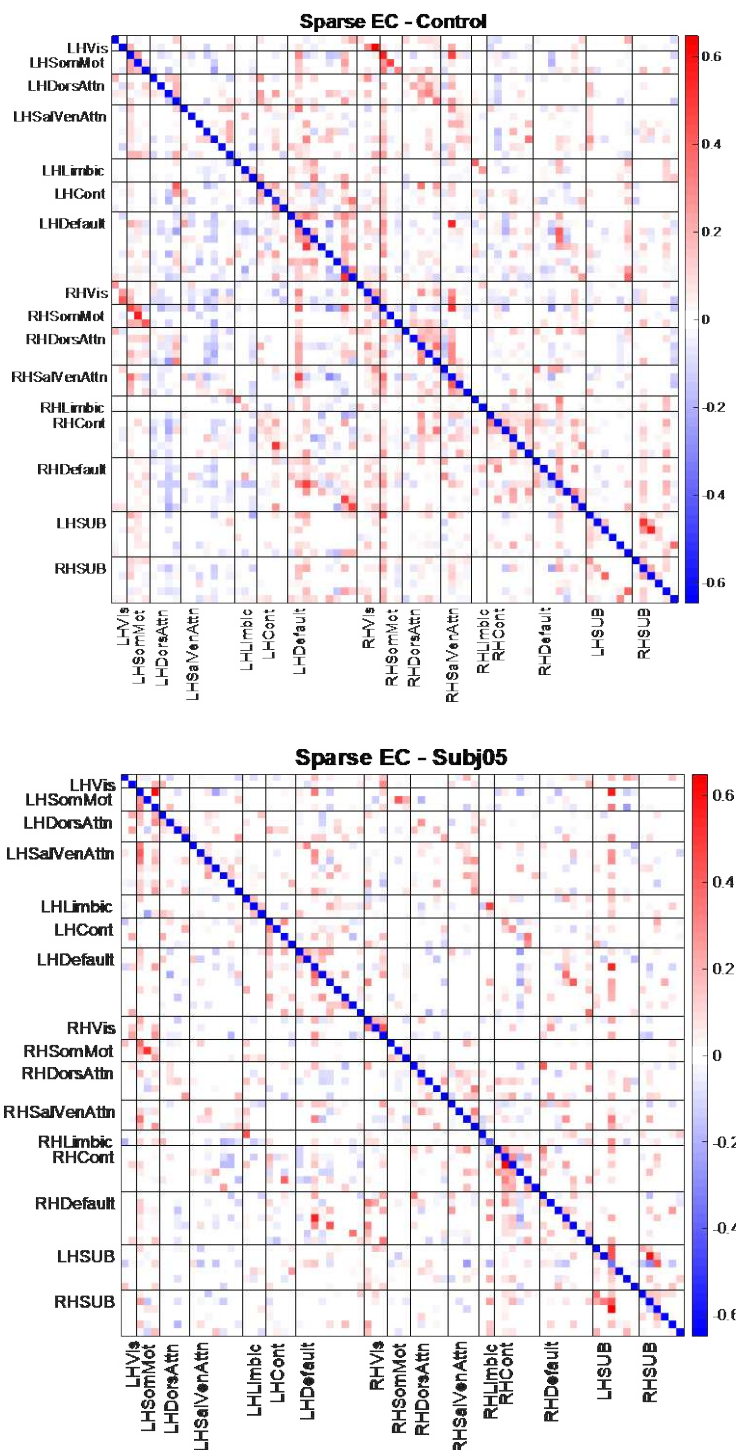 Sparse EC - Control
LHVis
LHSomMot
LHDorsAttn
LHSalVenAttn
LHLimbic
LHCont
LHDefault
RHVis
RHSomMot
RHDorsAttn
RHSalVenAttn
RHLimbic
RHCont
RHDefault
LHSUB
RHSUB
0.6
0.4
0.2
0
-0.2
-0.4
-0.6
LHVis
LHSomMot
LHDorsAttn
LHSalVenAttn
LHLimbic
LHCont
LHDefault
RHVis
RHSomMot
RHDorsAttn
RHSalVenAttn
RHLimbic
RHCont
RHDefault
LHSUB
RHSUB
Sparse EC - Subj05
LHVis
LHSomMot
LHDorsAttn
LHSalVenAttn
LHLimbic
LHCont
LHDefault
RHVis
RHSomMot
RHDorsAttn
RHSalVenAttn
RHLimbic
RHCont
RHDefault
LHSUB
RHSUB
0.6
0.4
0.2
0
-0.2
-0.4
-0.6
LHVis
LHSomMot
LHDorsAttn
LHSalVenAttn
LHLimbic
LHCont
LHDefault
RHVis
RHSomMot
RHDorsAttn
RHSalVenAttn
RHLimbic
RHCont
RHDefault
LHSUB
RHSUB